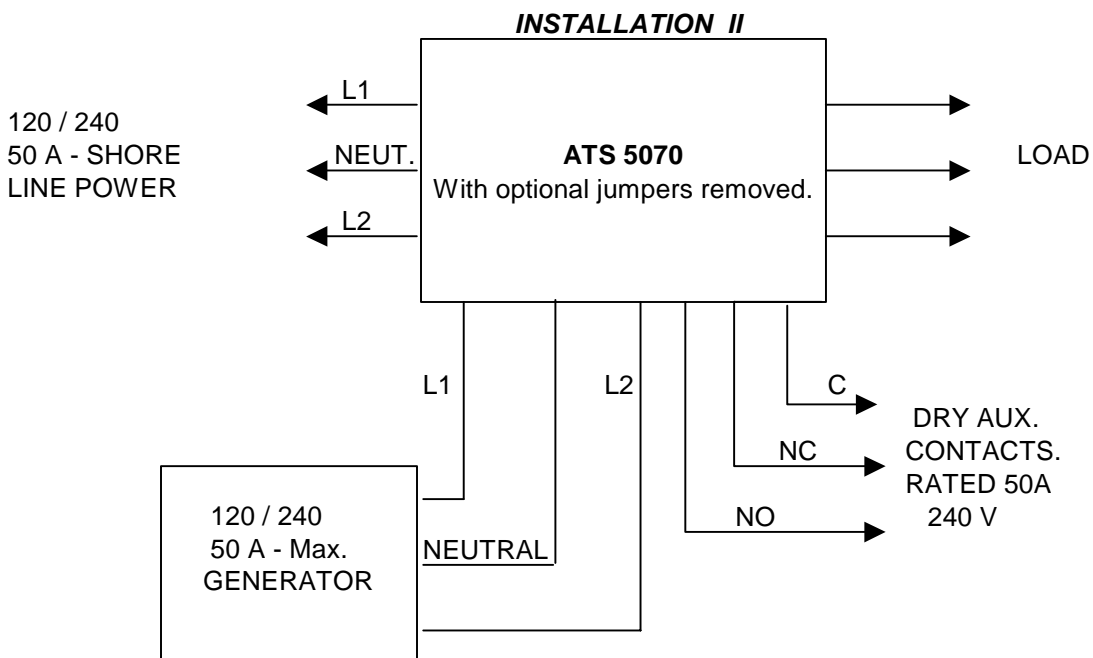 INSTALLATION II
L1
120 / 240
50 A - SHORE
LINE POWER
NEUT.
L2
ATS 5070
With optional jumpers removed.
LOAD
L1
L2
C
NC
NO
DRY AUX.
CONTACTS.
RATED 50A
240 V
120 / 240
50 A - Max.
GENERATOR
NEUTRAL